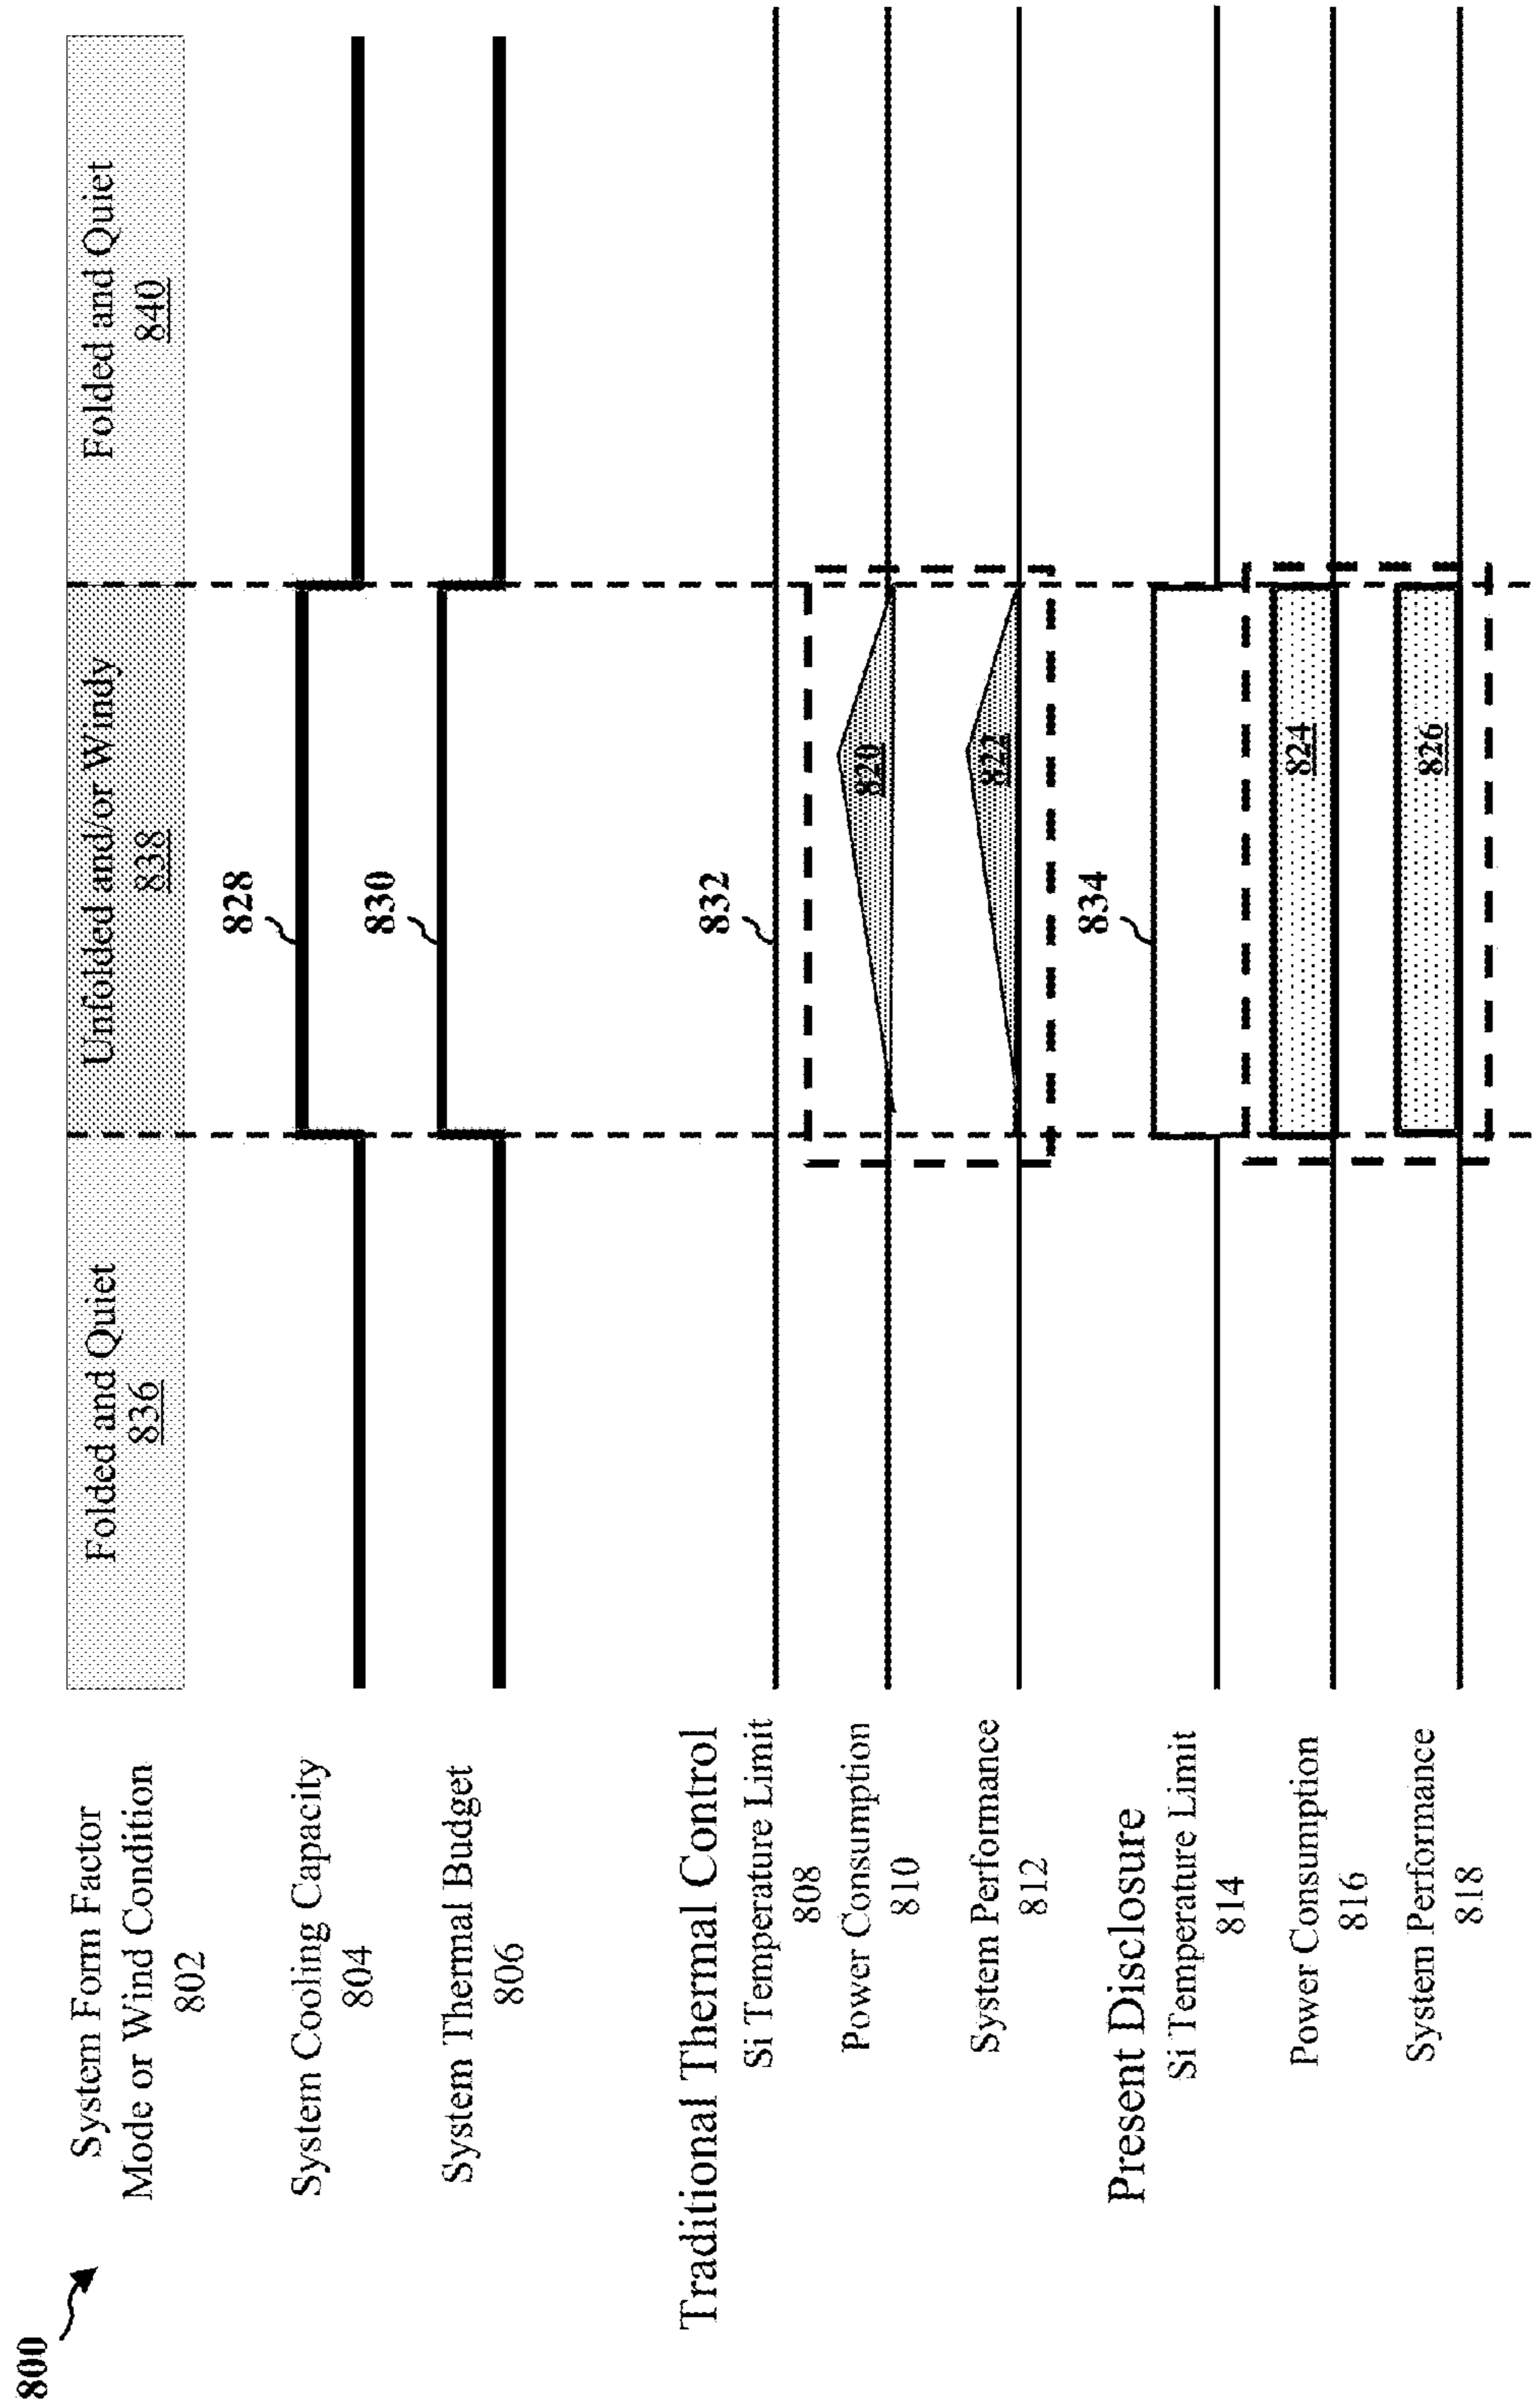 800
System Form Factor
Mode or Wind Condition
802
Folded and Quiet
836
Unfolded and/or Windy
838
Folded and Quiet
840
System Cooling Capacity
804
828
System Thermal Budget
806
830
Traditional Thermal Control
Si Temperature Limit
808
832
Power Consumption
810
820
System Performance
812
822
Present Disclosure
Si Temperature Limit
814
834
Power Consumption
816
824
System Performance
818
826